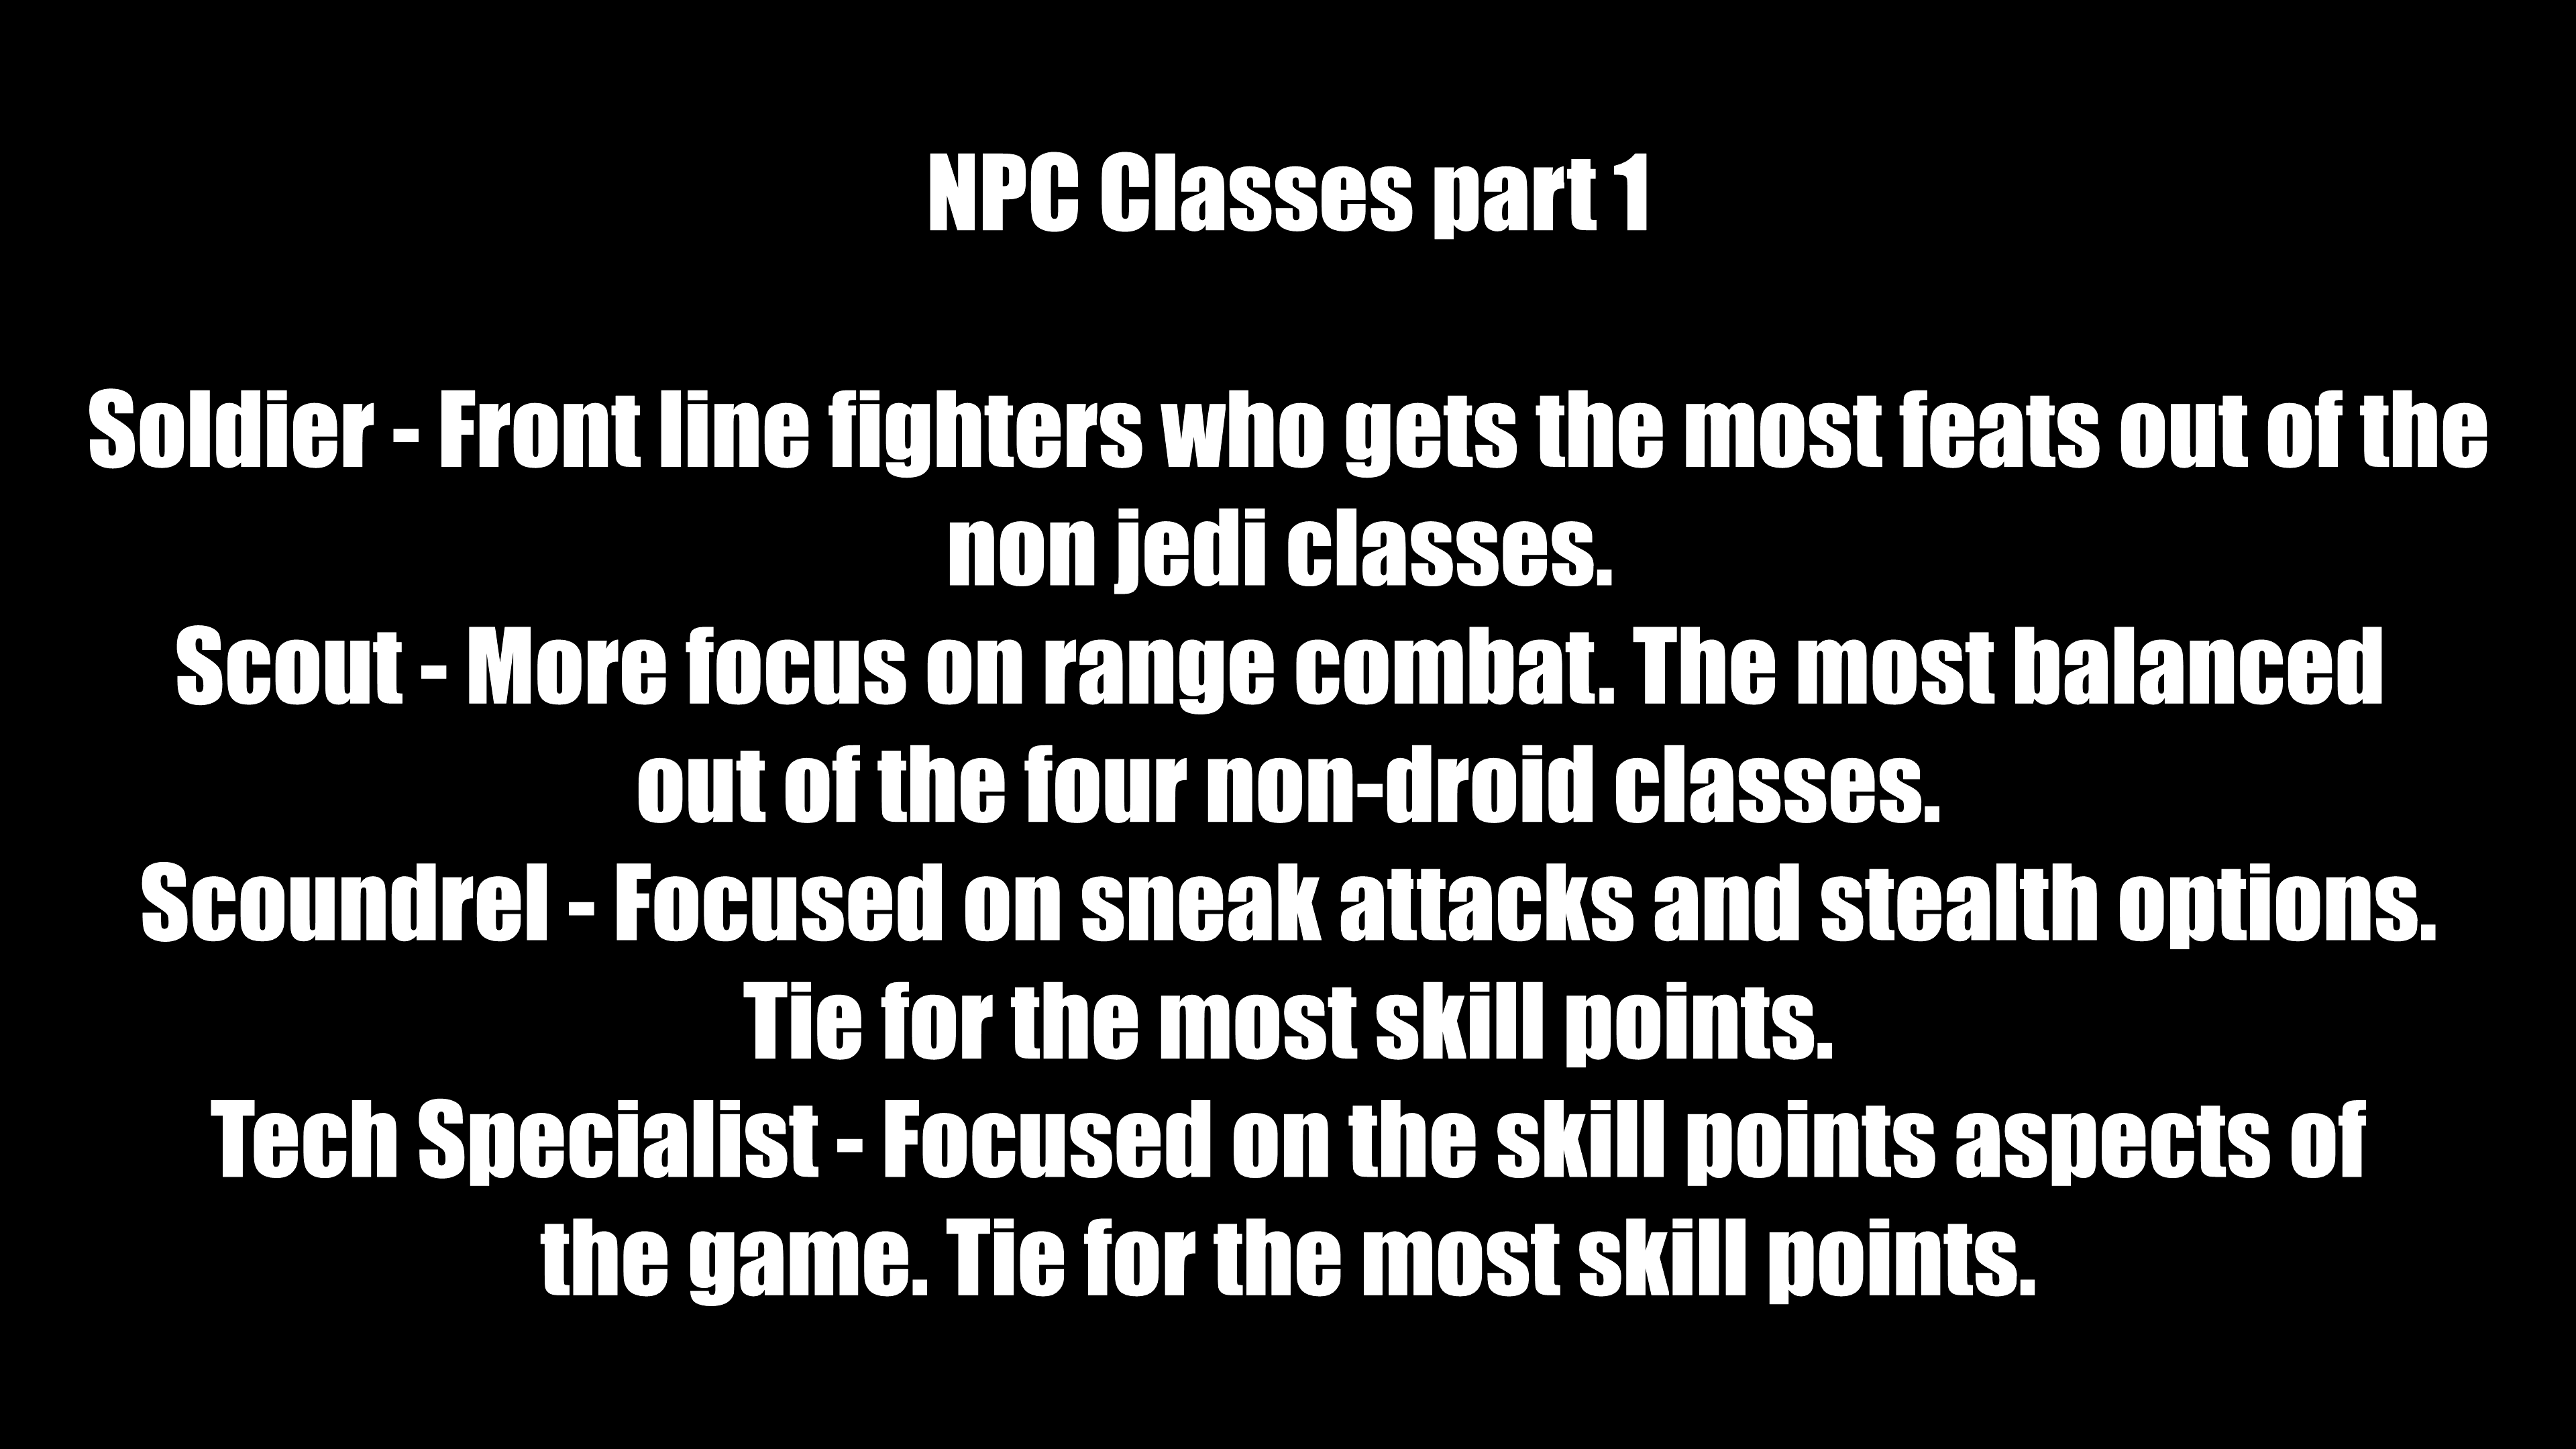 NPC Classes part 1
Soldier - Front line fighters who gets the most feats out of the
non jedi classes.
Scout - More focus on range combat. The most balanced
out of the four non-droid classes.
Scoundrel - Focused on sneak attacks and stealth options.
Tie for the most skill points.
Tech Specialist - Focused on the skill points aspects of
the game. Tie for the most skill points.